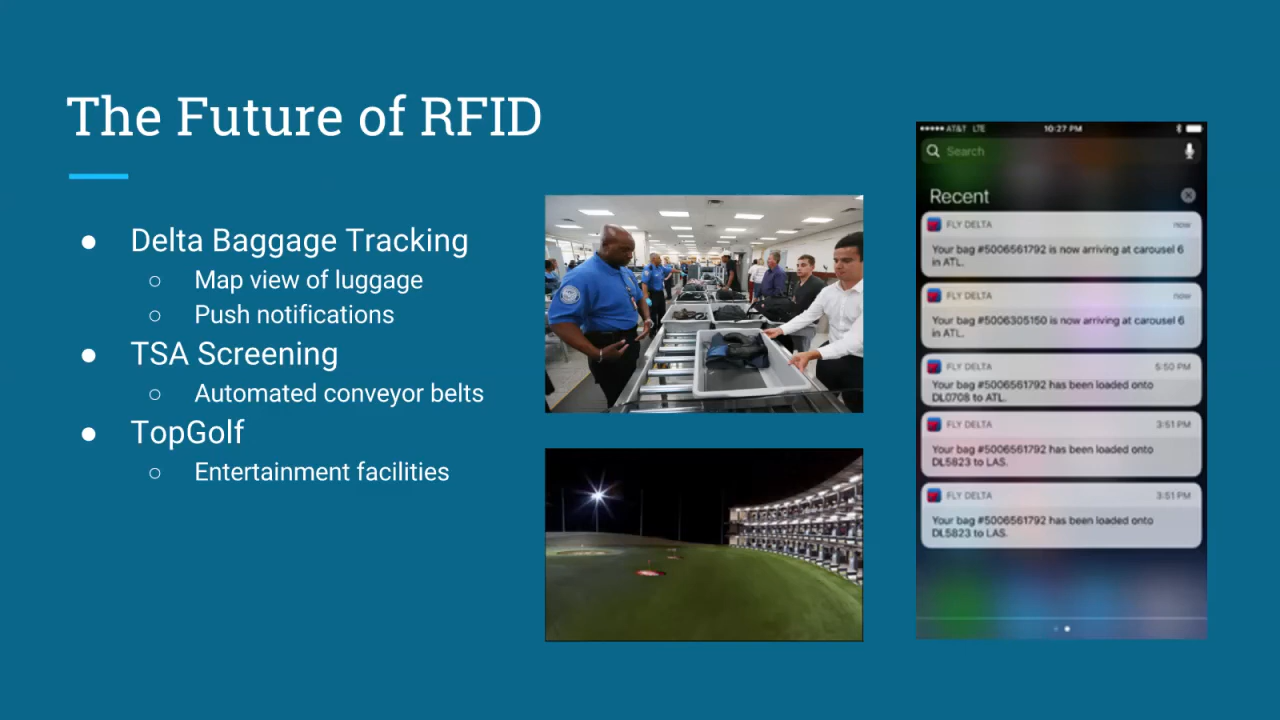 The Future of RFID
● Delta Baggage Tracking
○ Map view of luggage
○ Push notifications
● TSA Screening
○ Automated conveyor belts
● TopGolf
○ Entertainment facilities
AT&T LTE 10:27 PM
Search
Recent
FLY DELTA now
Your bag #5006561792 is now arriving at carousel 6
in ATL.
FLY DELTA now
Your bag #5006305150 is now arriving at carousel 6
in ATL.
FLY DELTA 5:50 PM
Your bag #5006561792 has been loaded onto
DL0708 to ATL.
FLY DELTA 3:51 PM
Your bag #5006561792 has been loaded onto
DL5823 to LAS.
FLY DELTA 3:51 PM
Your bag #5006561792 has been loaded onto
DL5823 to LAS.